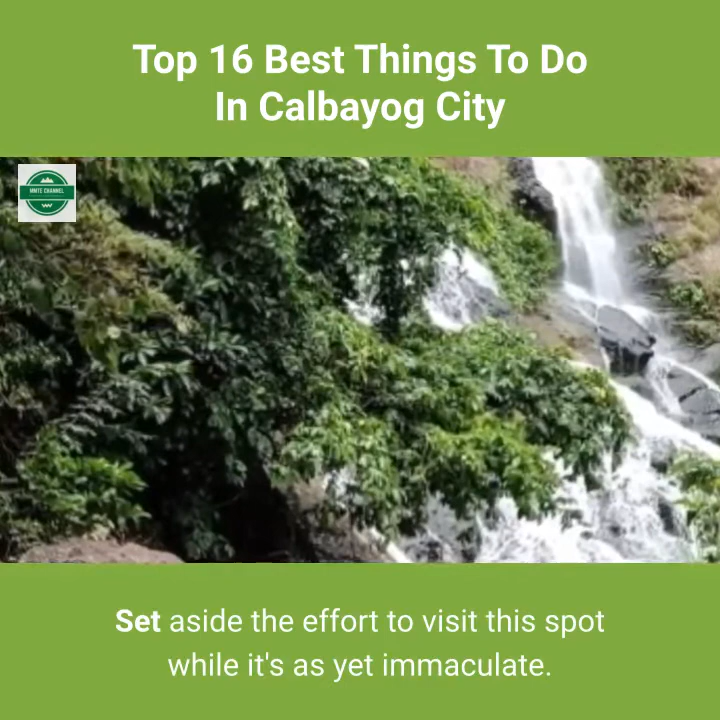 Top 16 Best Things To Do
In Calbayog City
MMTE CHANNEL
Set aside the effort to visit this spot
while it's as yet immaculate.